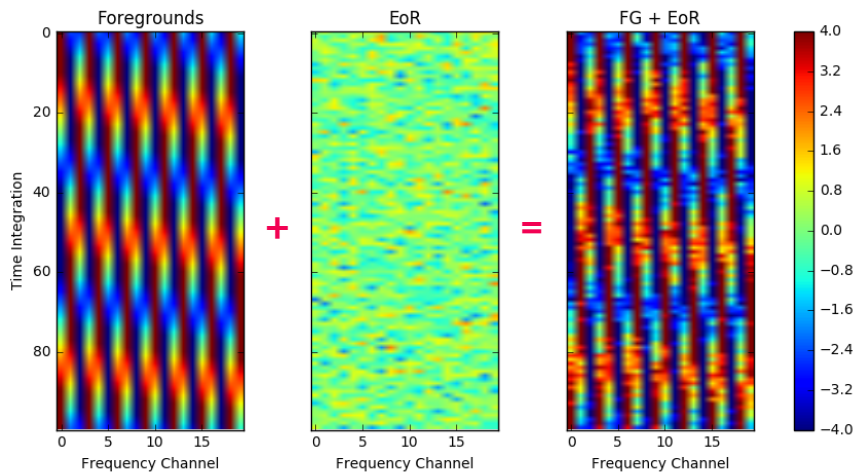 Foregrounds
EoR
FG + EoR
+
=
Time Integration
0
20
40
60
80
0 5 10 15
0 5 10 15
0 5 10 15
Frequency Channel
Frequency Channel
Frequency Channel
4.0
3.2
2.4
1.6
0.8
0.0
−0.8
−1.6
−2.4
−3.2
−4.0